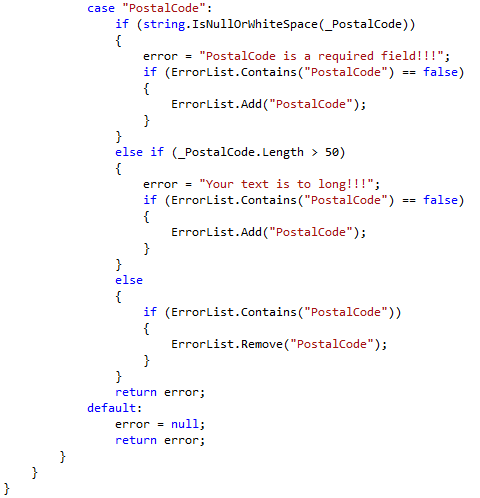 case "PostalCode":
if (string.IsNullOrWhiteSpace(_PostalCode))
{
error = "PostalCode is a required field!!!";
if (ErrorList.Contains("PostalCode") == false)
{
ErrorList.Add("PostalCode");
}
}
else if (_PostalCode.Length > 50)
{
error = "Your text is to long!!!";
if (ErrorList.Contains("PostalCode") == false)
{
ErrorList.Add("PostalCode");
}
}
else
{
if (ErrorList.Contains("PostalCode"))
{
ErrorList.Remove("PostalCode");
}
}
return error;
default:
error = null;
return error;
}
}
}